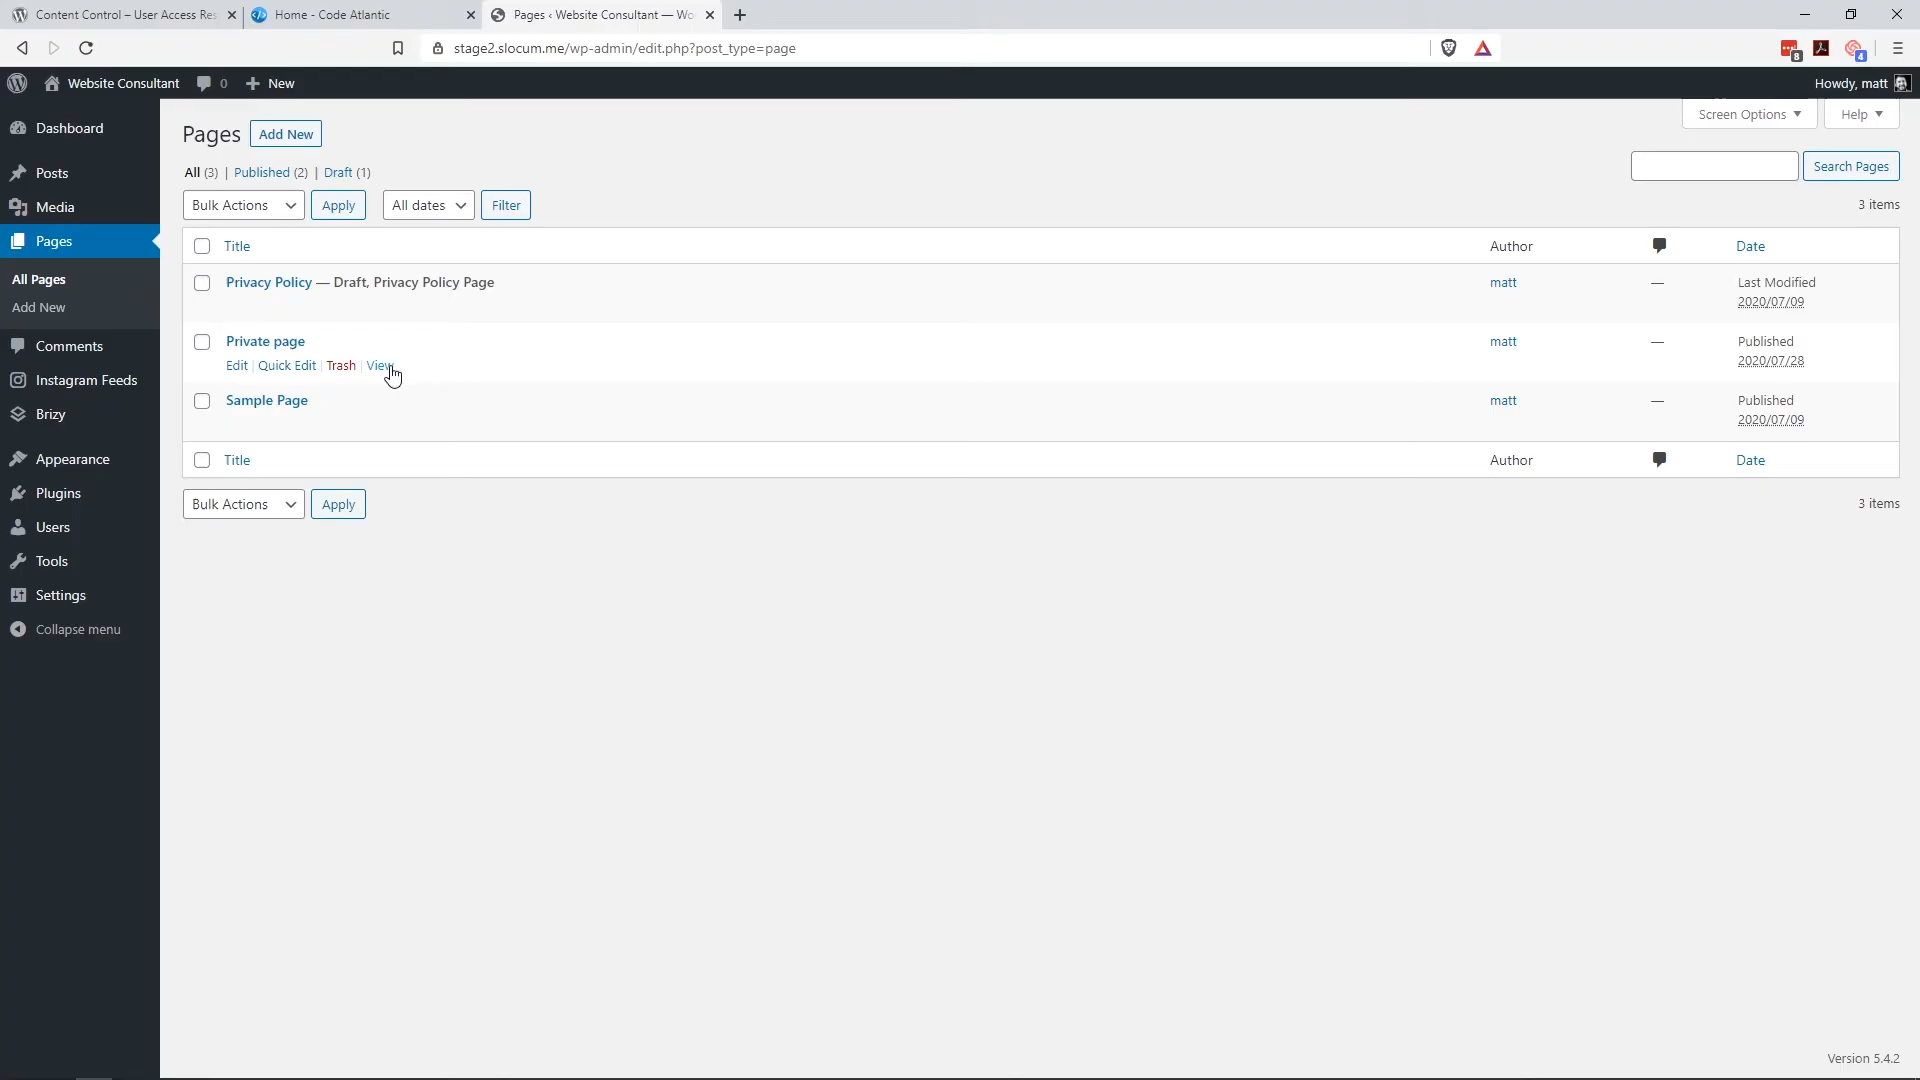 Content Control – User Access Res
Home - Code Atlantic
Pages ‹ Website Consultant — Wo
stage2.slocum.me/wp-admin/edit.php?post_type=page
8
4
Website Consultant
0
New
Howdy, matt
Dashboard
Posts
Media
Pages
All Pages
Add New
Comments
Instagram Feeds
Brizy
Appearance
Plugins
Users
Tools
Settings
Collapse menu
Screen Options
Help
Pages
Add New
All (3) | Published (2) | Draft (1)
Search Pages
Bulk Actions
Apply
All dates
Filter
3 items
Title
Author
Date
Privacy Policy — Draft, Privacy Policy Page
matt
—
Last Modified
2020/07/09
Private page
matt
—
Published
2020/07/28
Edit | Quick Edit | Trash | View
Sample Page
matt
—
Published
2020/07/09
Title
Author
Date
Bulk Actions
Apply
3 items
Version 5.4.2